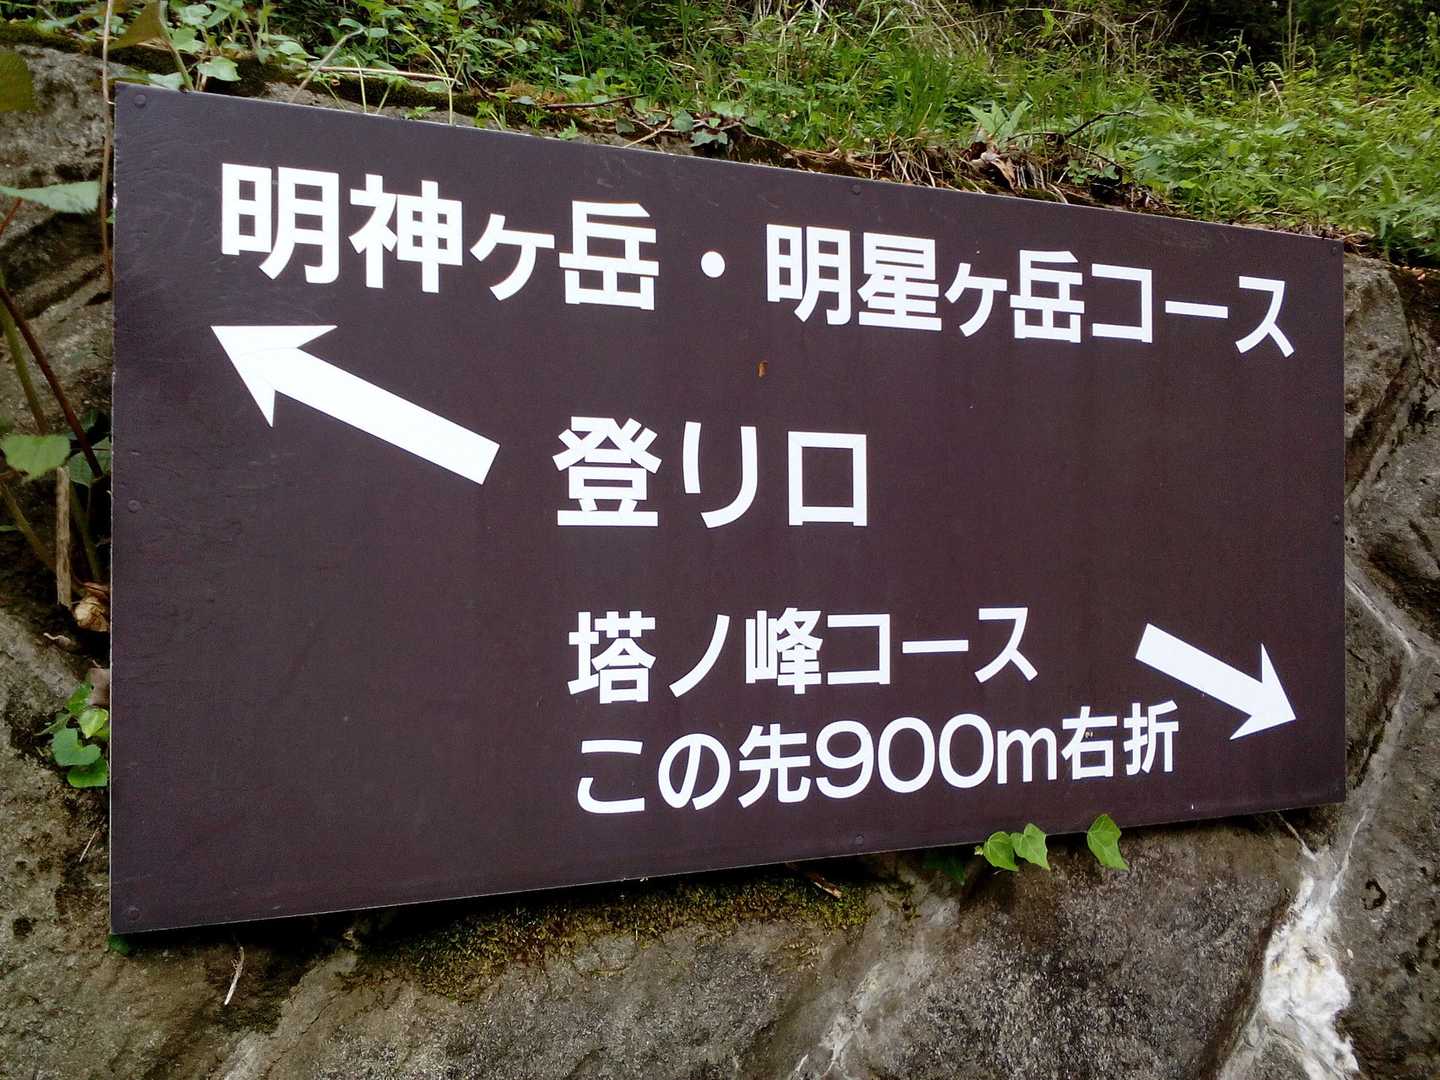 明神ヶ岳・明星ヶ岳コース
登り口
塔ノ峰コース
この先900m右折